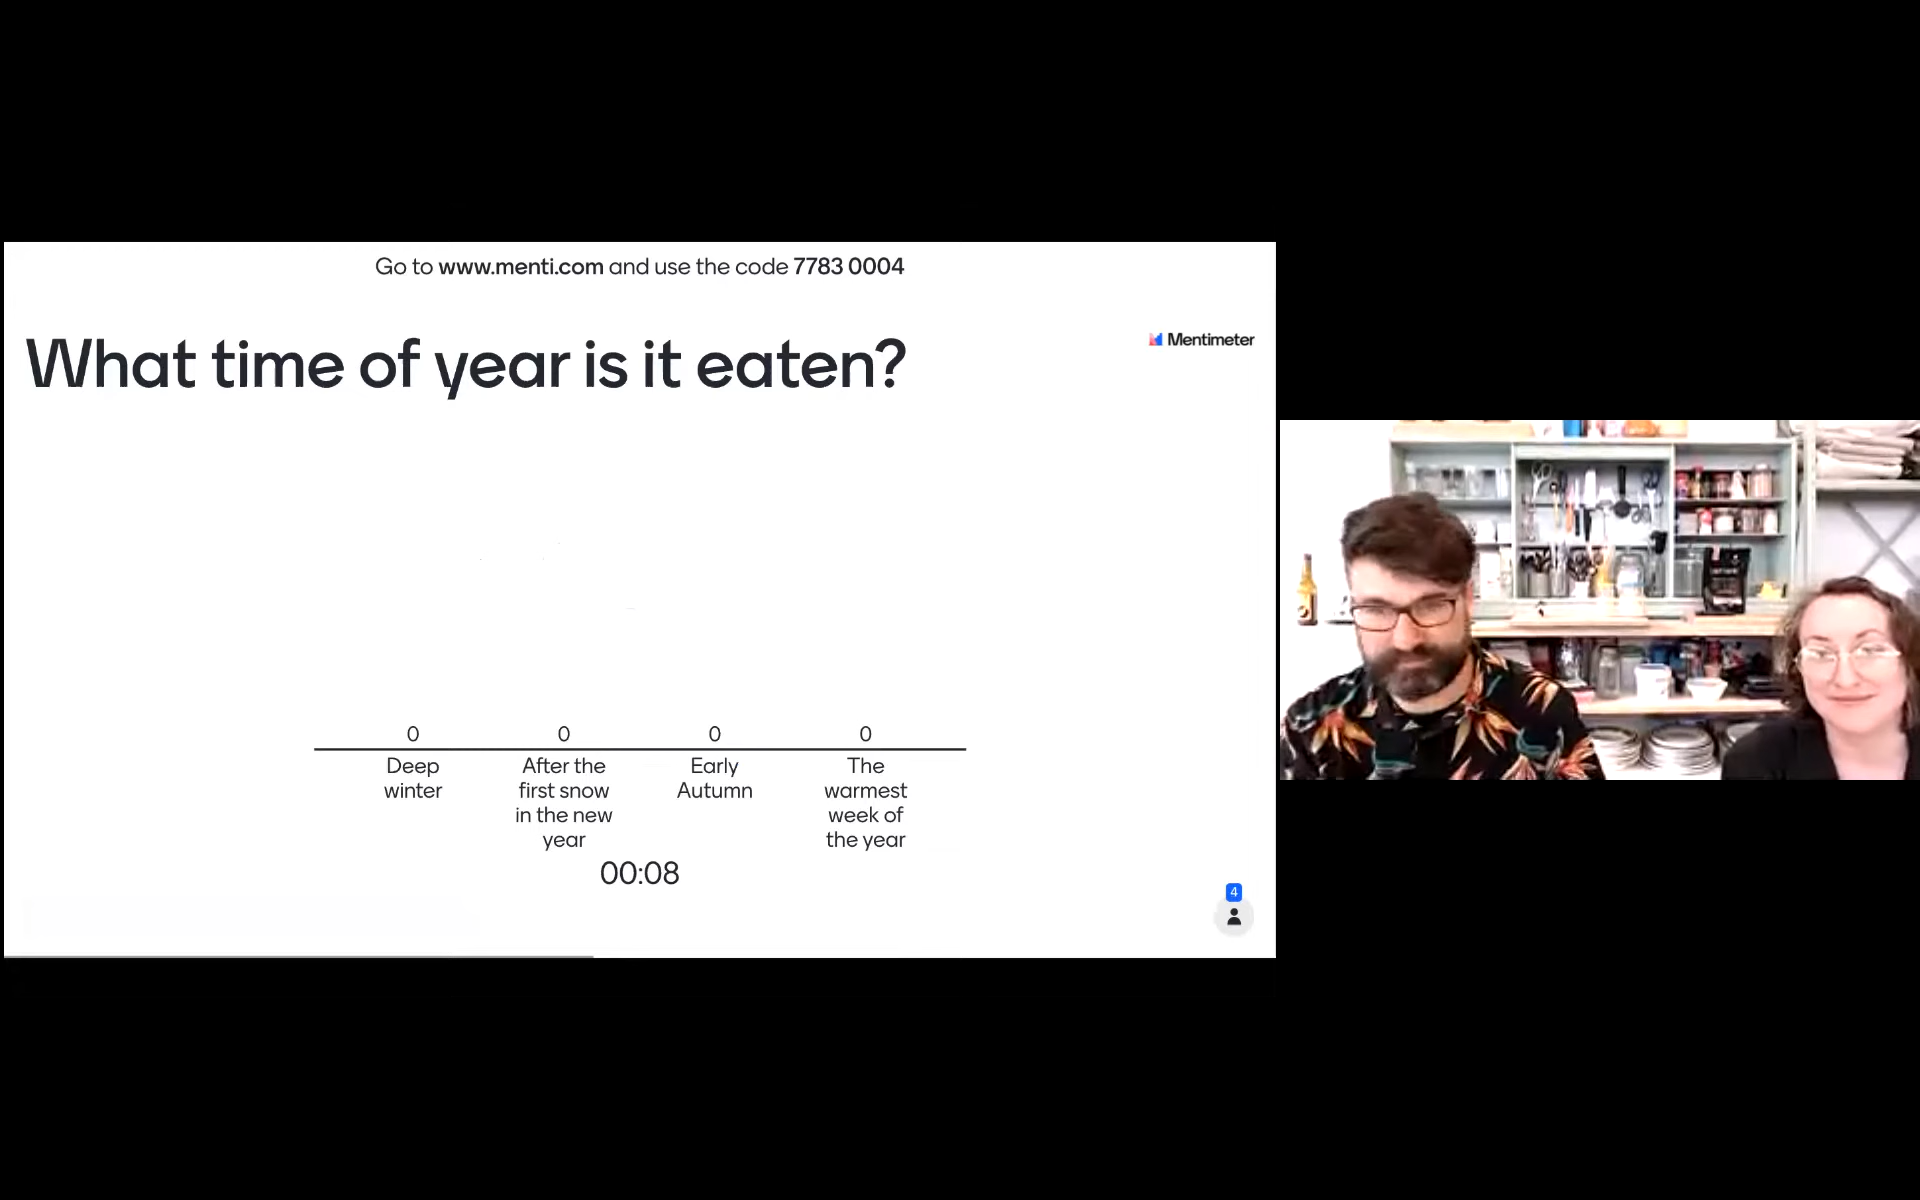 Go to www.menti.com and use the code 7783 0004
What time of year is it eaten?
Mentimeter
0 0 0 0
Deep winter
After the first snow in the new year
Early Autumn
The warmest week of the year
00:08
4